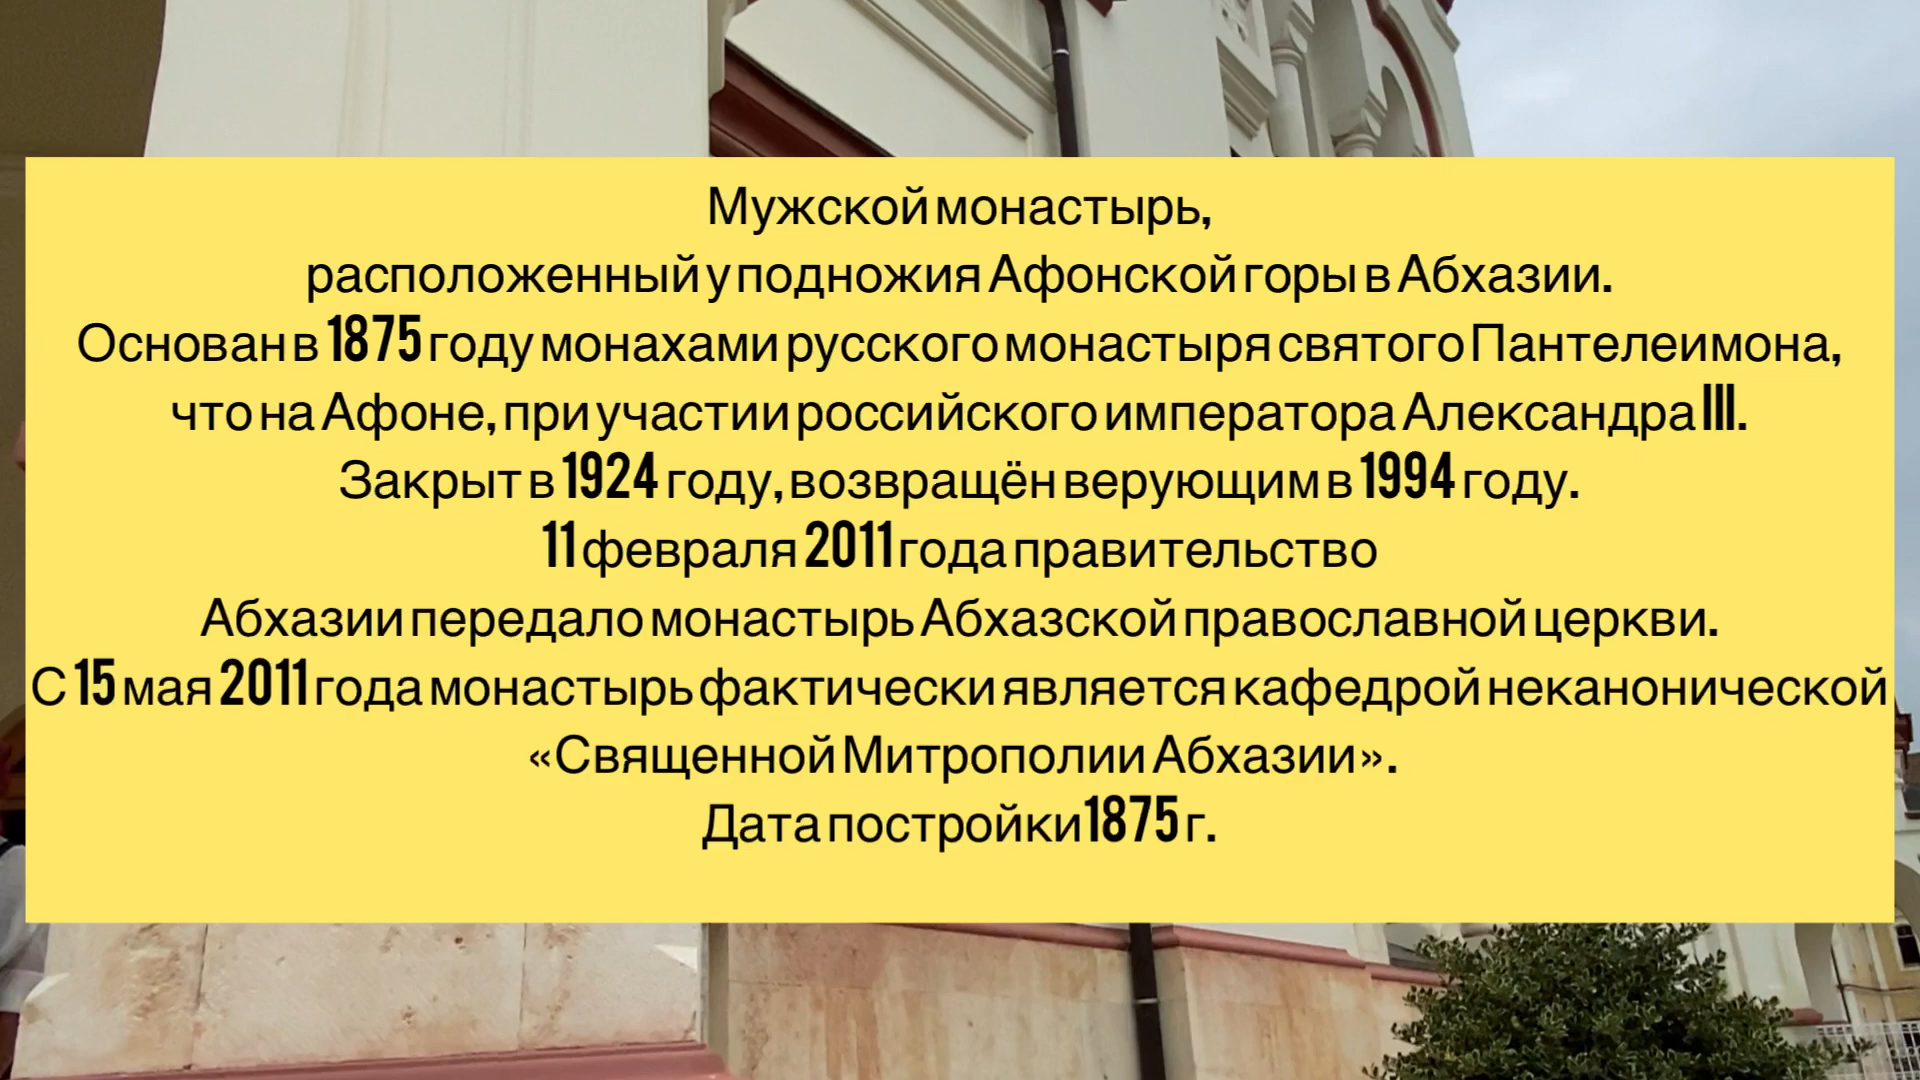 Мужской монастырь,
расположенный у подножия Афонской горы в Абхазии.
Основан в 1875 году монахами русского монастыря святого Пантелеимона,
что на Афоне, при участии российского императора Александра III.
Закрыт в 1924 году, возвращён верующим в 1994 году.
11 февраля 2011 года правительство
Абхазии передало монастырь Абхазской православной церкви.
С 15 мая 2011 года монастырь фактически является кафедрой неканонической
«Священной Митрополии Абхазии».
Дата постройки 1875 г.